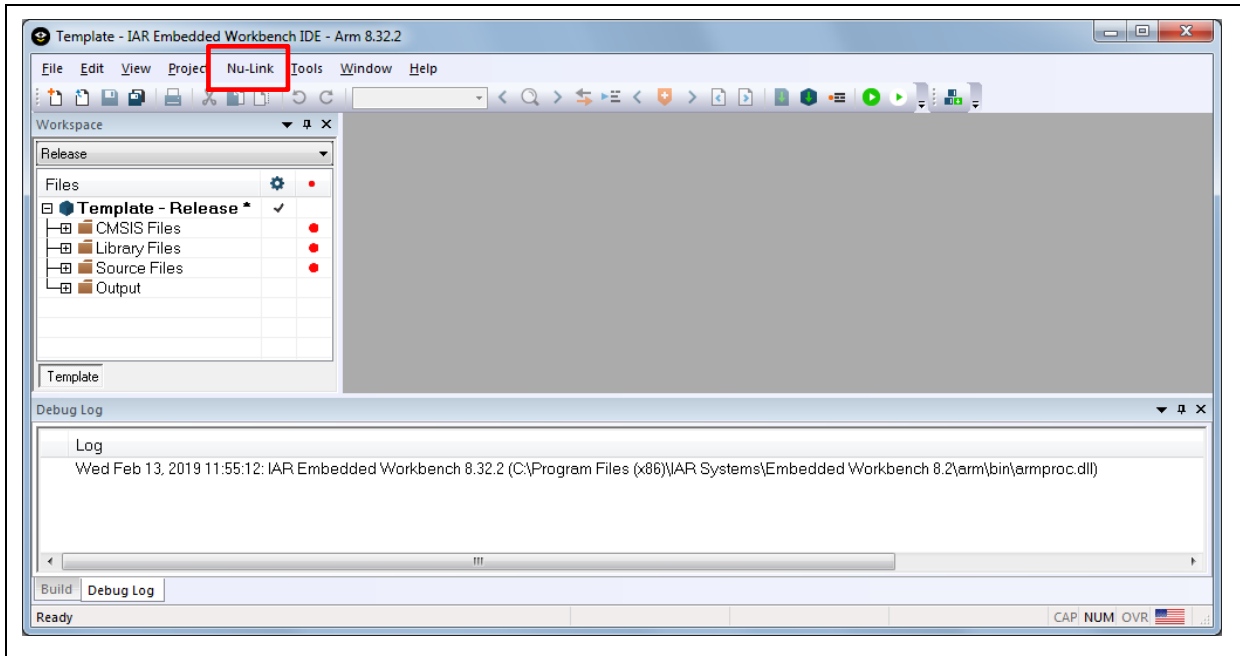 Template - IAR Embedded Workbench IDE - Arm 8.32.2
File Edit View Project Nu-Link Tools Window Help
Workspace
Release
Files
Template - Release *
CMSIS Files
Library Files
Source Files
Output
Template
Debug Log
Log
Wed Feb 13, 2019 11:55:12: IAR Embedded Workbench 8.32.2 (C:\Program Files (x86)\IAR Systems\Embedded Workbench 8.2\arm\bin\armproc.dll)
Build Debug Log
Ready CAP NUM OVR